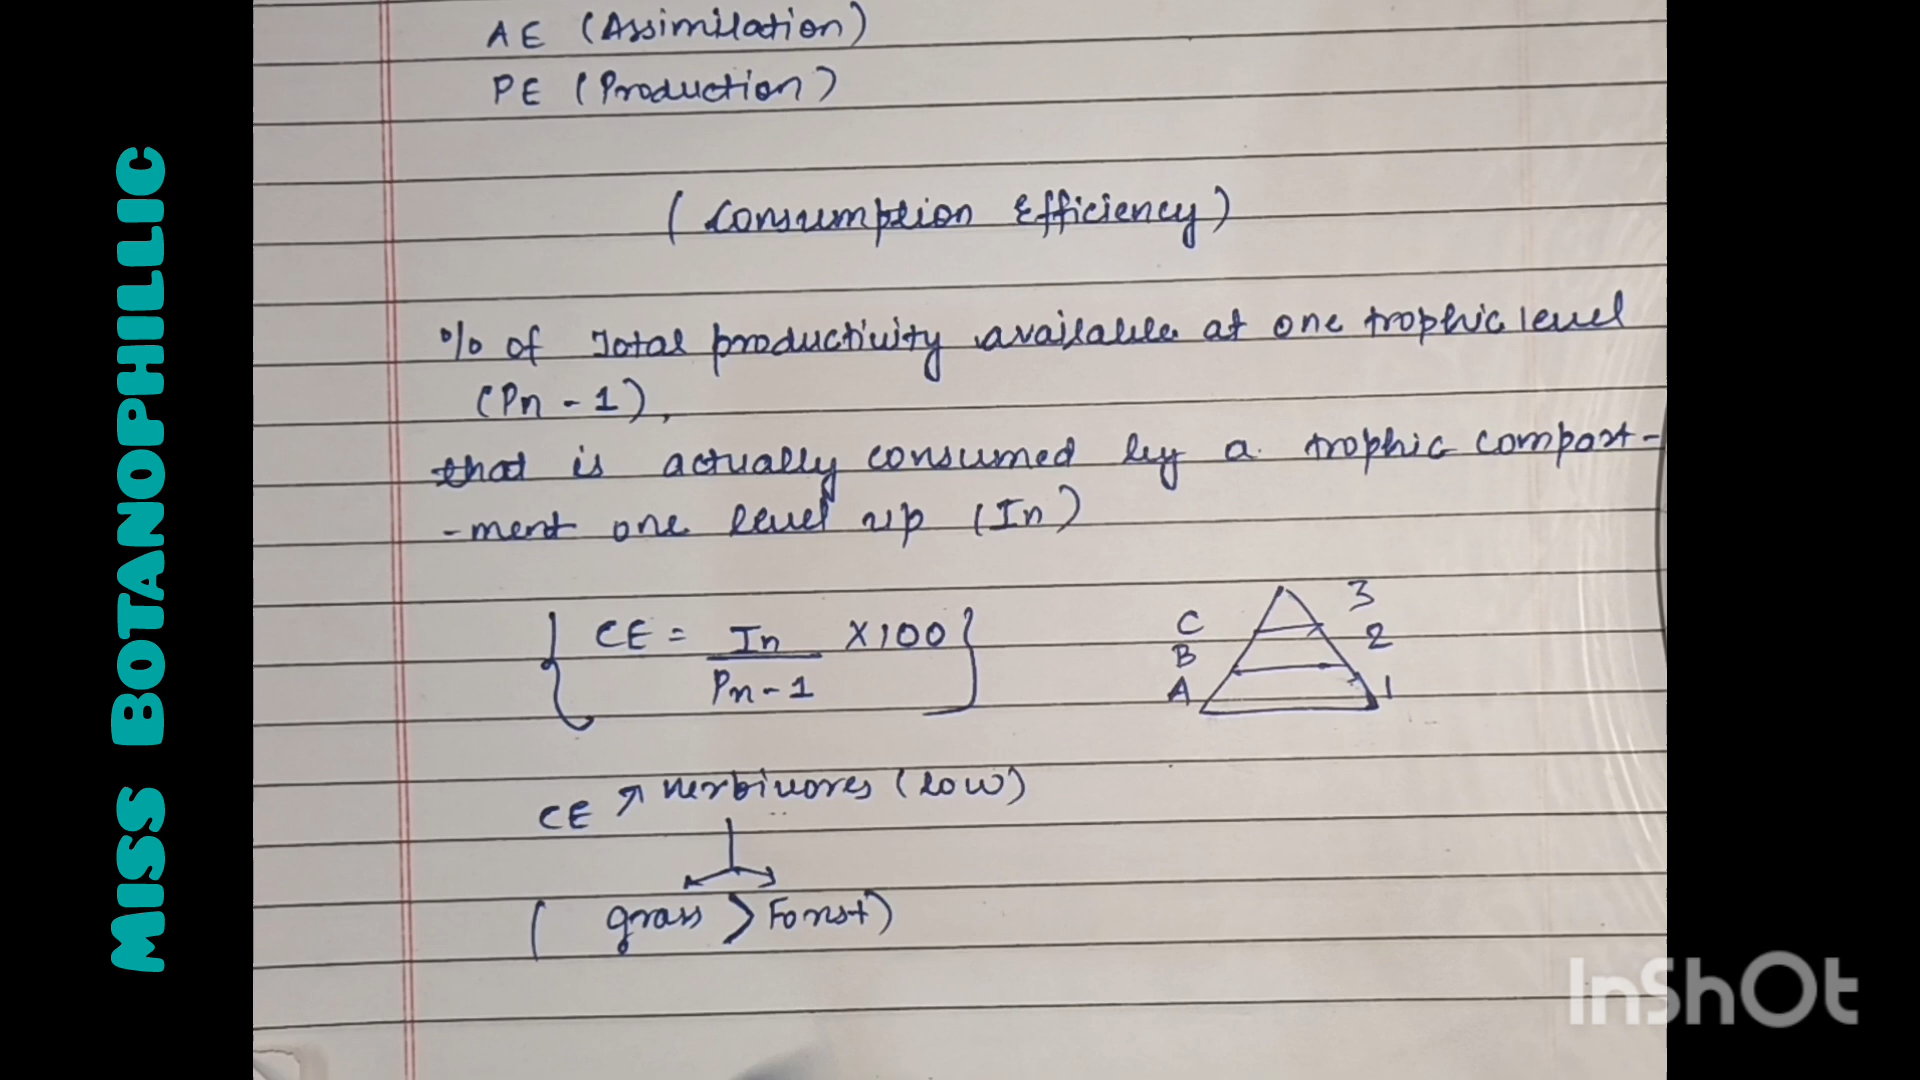 AE (Assimilation)
PE (Production)
(Consumption Efficiency)
% of Total productivity available at one trophic level
(Pn - 1),
that is actually consumed by a trophic compart-
-ment one level up (In)
{ CE = In / Pn - 1 X100 }
3
C
2
B
A
1
CE ↗ Herbivores (low)
( grass > Forest)
MISS BOTANOPHILLIC
InShOt